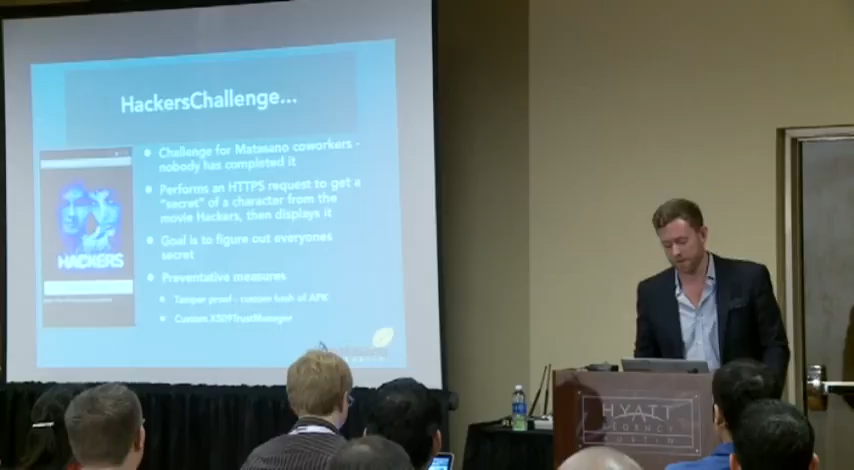 HackersChallenge...
Challenge for Matasano coworkers -
nobody has completed it
Performs an HTTPS request to get a
"secret" of a character from the
movie Hackers, then displays it
Goal is to figure out everyones
secret
Preventative measures
Tamper proof - custom hash of APK
Custom X509TrustManager
HACKERS
HYATT
REGENCY
AUSTIN